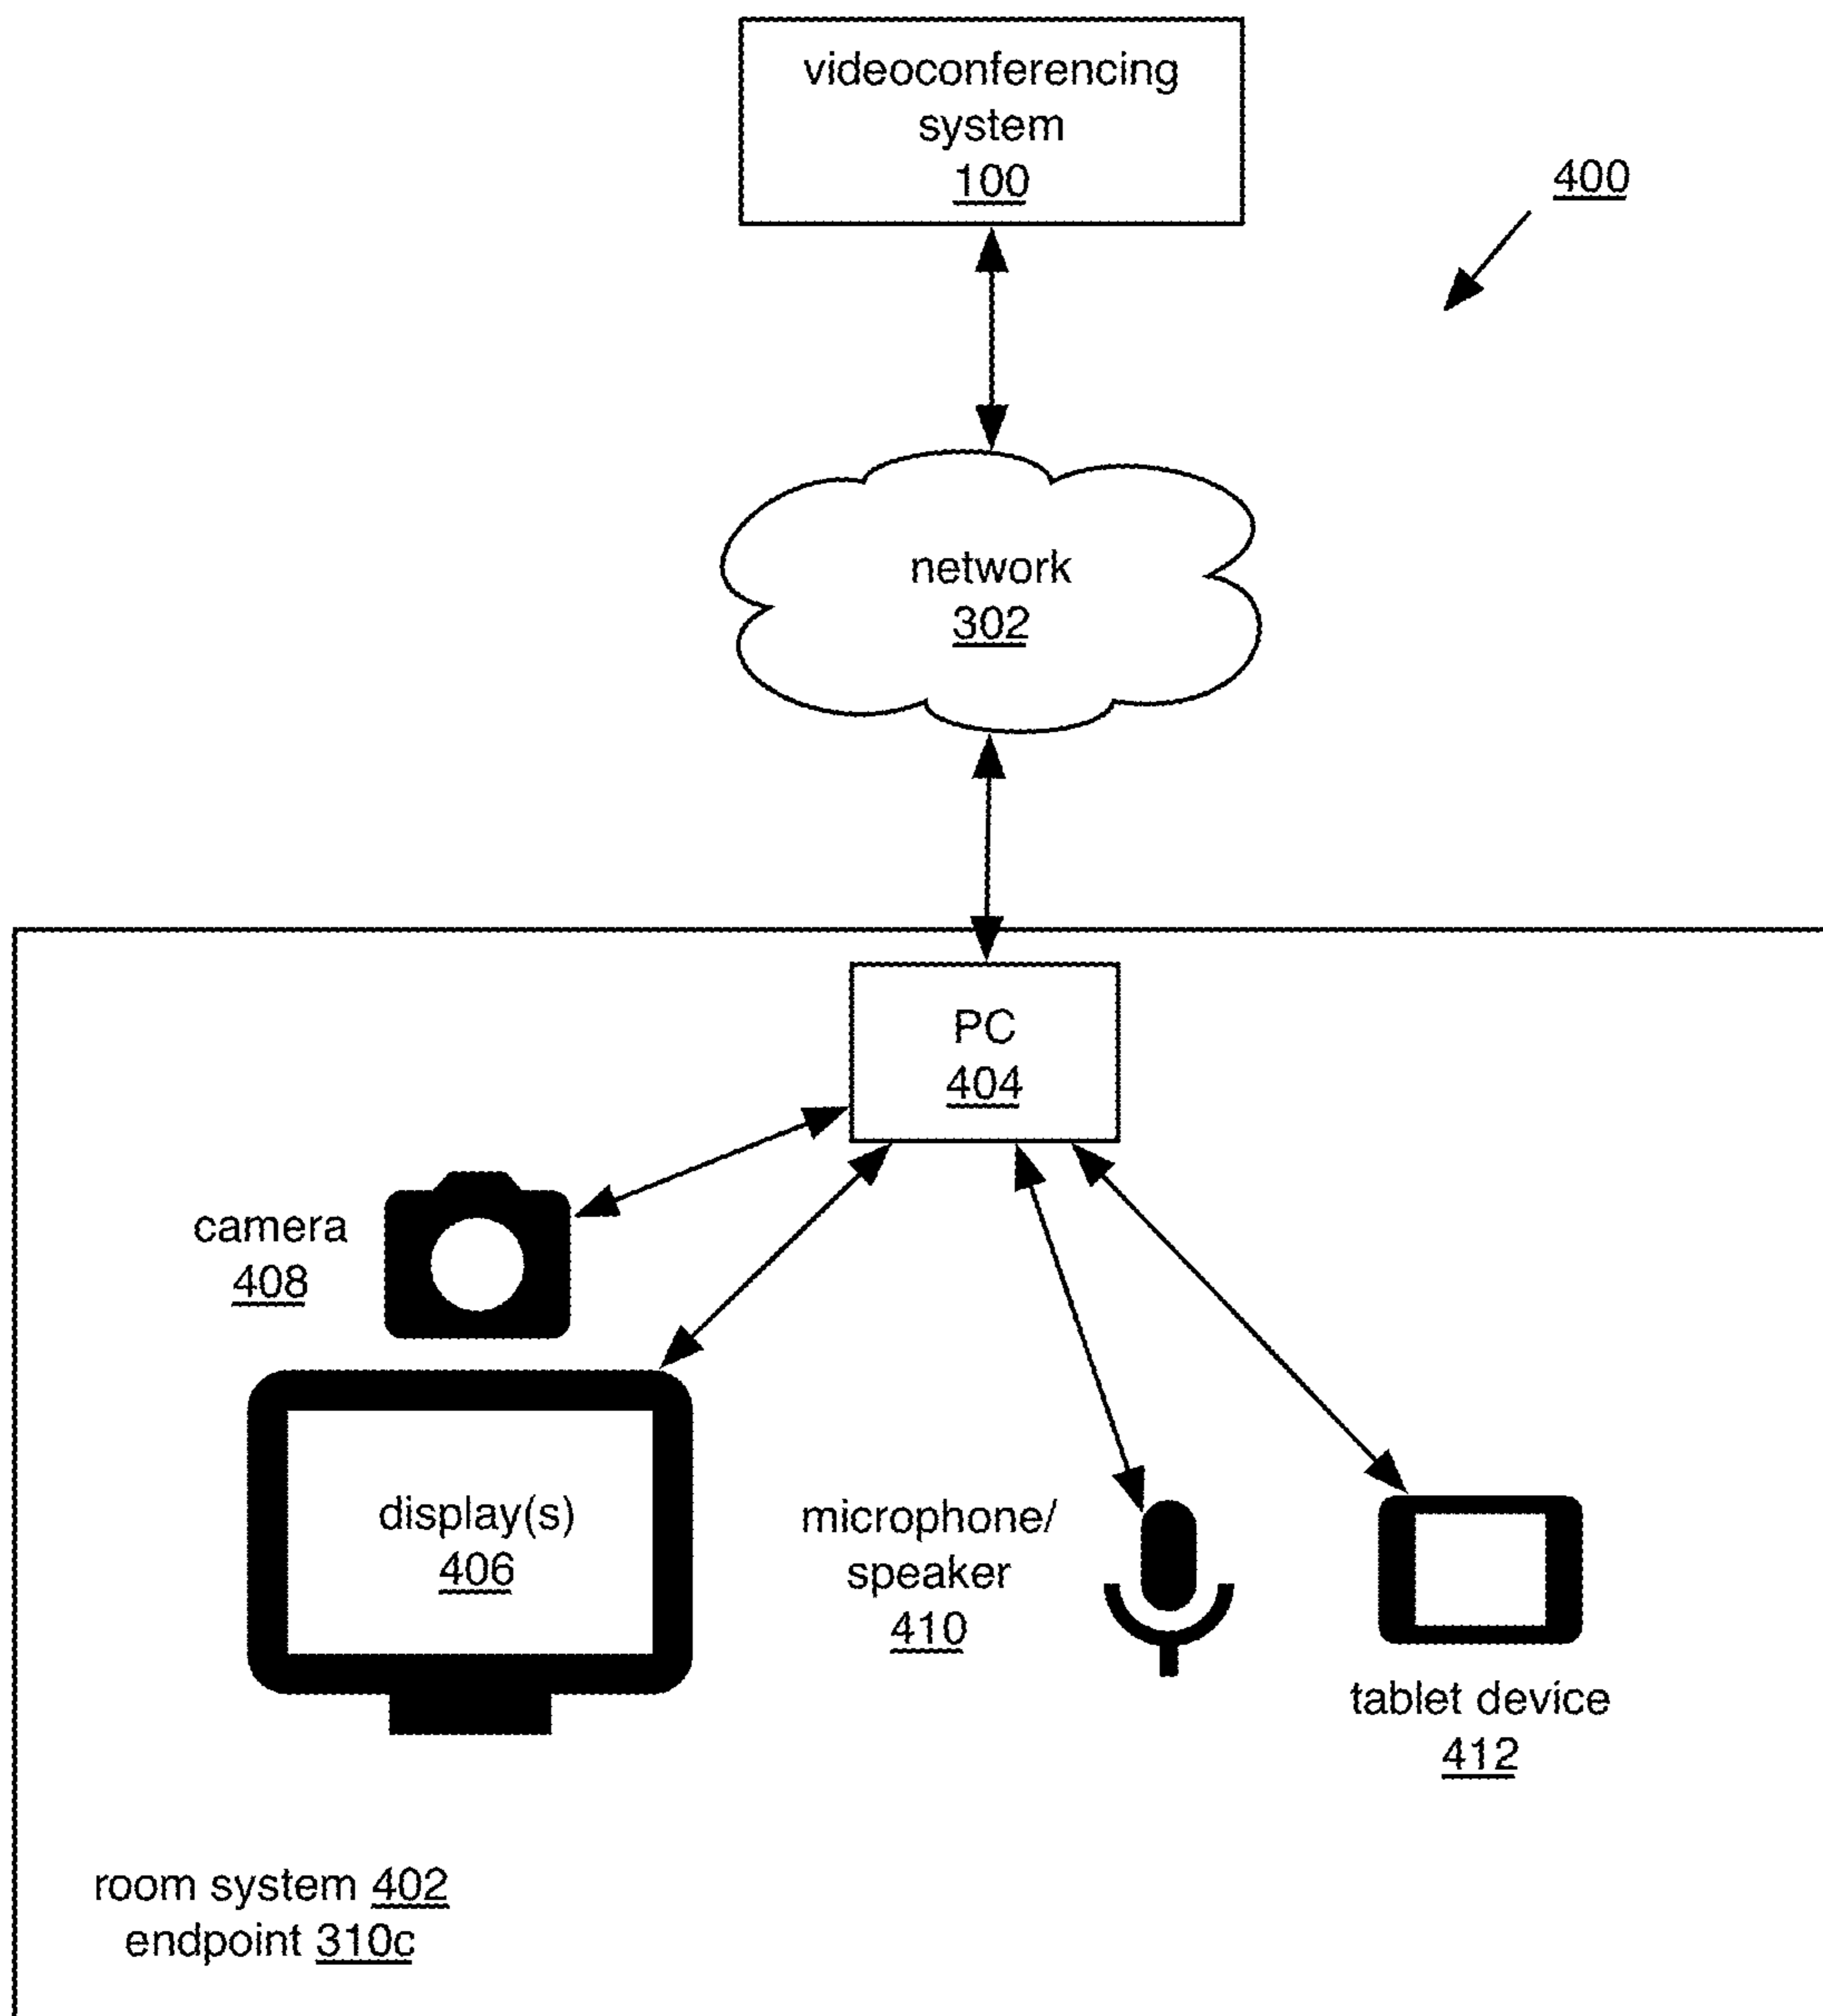 videoconferencing
system
100
400
network
302
PC
404
camera
408
display(s)
406
microphone/
speaker
410
tablet device
412
room system 402
endpoint 310c